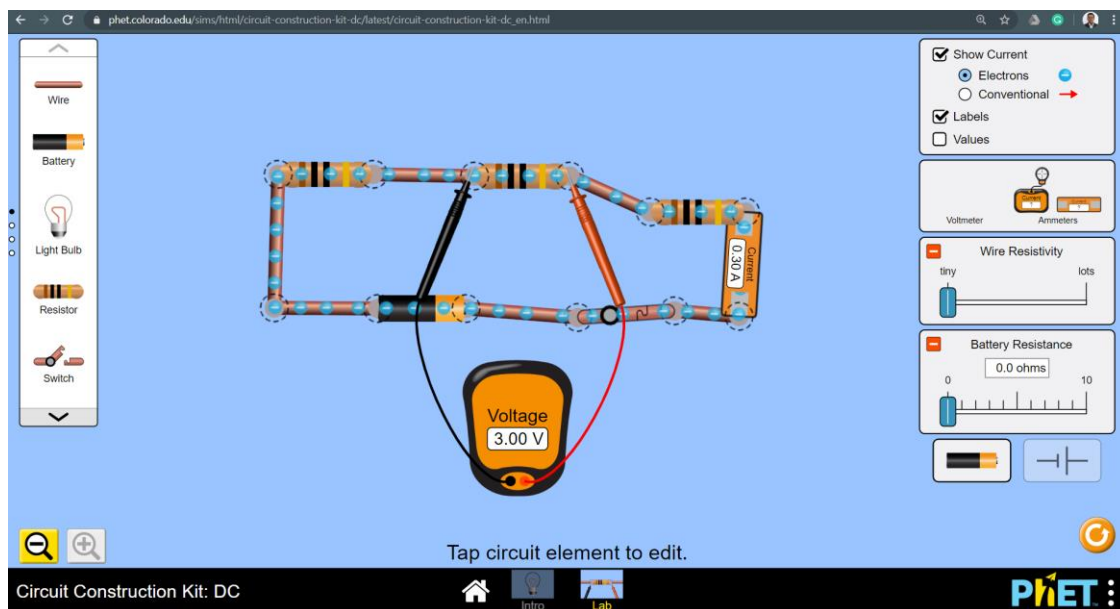 phet.colorado.edu/sims/html/circuit-construction-kit-dc/latest/circuit-construction-kit-dc_en.html
Wire
Battery
Light Bulb
Resistor
Switch
Show Current
Electrons
Conventional
Labels
Values
Current
?
Current
?
Voltmeter
Ammeters
Wire Resistivity
tiny
lots
Battery Resistance
0.0 ohms
0
10
Current
0.30 A
Voltage
3.00 V
Tap circuit element to edit.
Circuit Construction Kit: DC
Intro
Lab
PhET